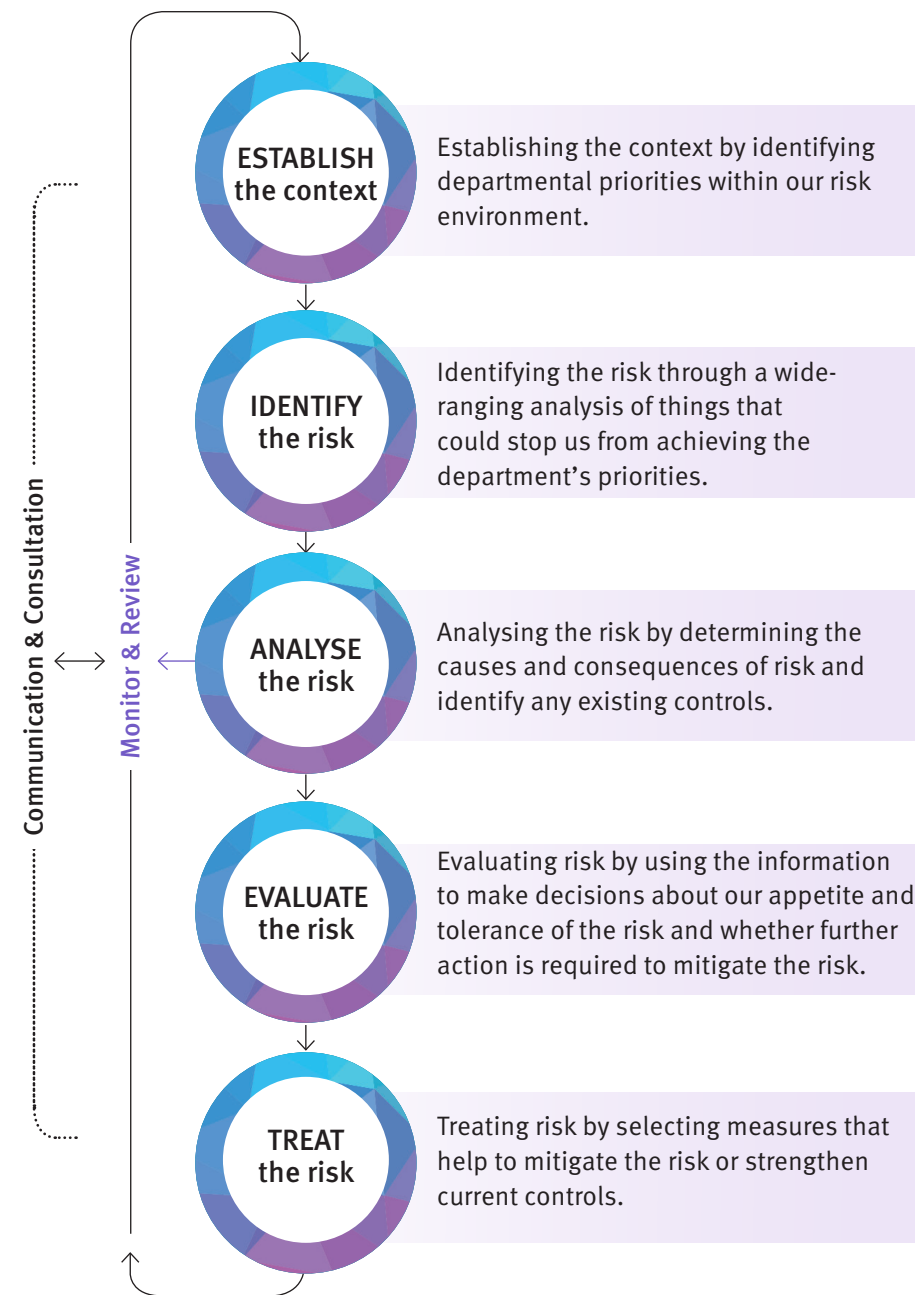 ESTABLISH
the context
Establishing the context by identifying
departmental priorities within our risk
environment.
IDENTIFY
the risk
Identifying the risk through a wide-
ranging analysis of things that
could stop us from achieving the
department’s priorities.
Communication & Consultation
Monitor & Review
ANALYSE
the risk
Analysing the risk by determining the
causes and consequences of risk and
identify any existing controls.
EVALUATE
the risk
Evaluating risk by using the information
to make decisions about our appetite and
tolerance of the risk and whether further
action is required to mitigate the risk.
TREAT
the risk
Treating risk by selecting measures that
help to mitigate the risk or strengthen
current controls.